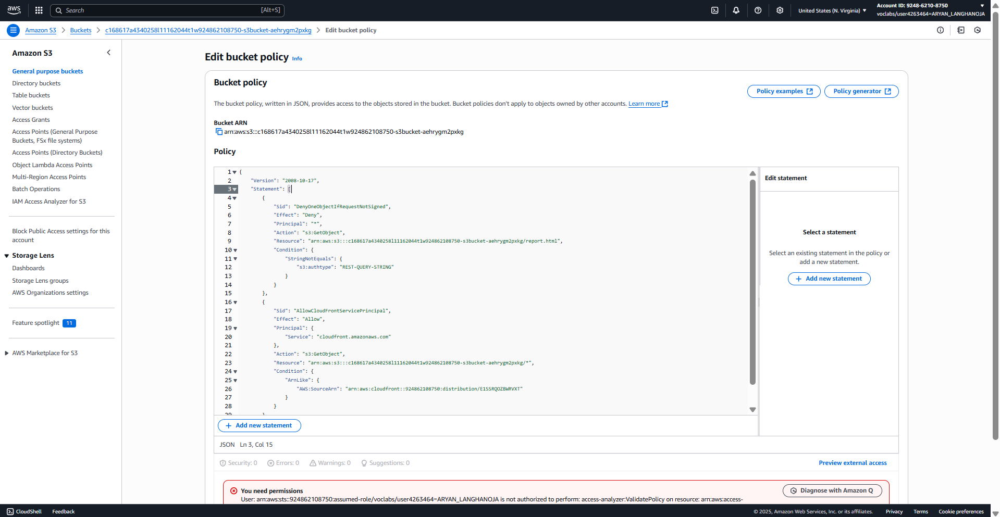 aws
Search
[Alt+S]
United States (N. Virginia)
Account ID: 9248-6210-8750
voclabs/user4263464=ARYAN_LANGHANOJA
Amazon S3
Buckets
c168617a4340258l11162044t1w924862108750-s3bucket-aehrygm2pxkg
Edit bucket policy
Amazon S3
General purpose buckets
Directory buckets
Table buckets
Vector buckets
Access Grants
Access Points (General Purpose
Buckets, FSx file systems)
Access Points (Directory Buckets)
Object Lambda Access Points
Multi-Region Access Points
Batch Operations
IAM Access Analyzer for S3
Block Public Access settings for this
account
Storage Lens
Dashboards
Storage Lens groups
AWS Organizations settings
Feature spotlight 11
AWS Marketplace for S3
Edit bucket policy Info
Bucket policy
Policy examples
Policy generator
The bucket policy, written in JSON, provides access to the objects stored in the bucket. Bucket policies don't apply to objects owned by other accounts. Learn more
Bucket ARN
arn:aws:s3:::c168617a4340258l11162044t1w924862108750-s3bucket-aehrygm2pxkg
Policy
1 {
2 "Version": "2008-10-17",
3 "Statement": [
4 {
5 "Sid": "DenyOneObjectIfRequestNotSigned",
6 "Effect": "Deny",
7 "Principal": "*",
8 "Action": "s3:GetObject",
9 "Resource": "arn:aws:s3:::c168617a4340258l11162044t1w924862108750-s3bucket-aehrygm2pxkg/report.html",
10 "Condition": {
11 "StringNotEquals": {
12 "s3:authtype": "REST-QUERY-STRING"
13 }
14 }
15 },
16 {
17 "Sid": "AllowCloudFrontServicePrincipal",
18 "Effect": "Allow",
19 "Principal": {
20 "Service": "cloudfront.amazonaws.com"
21 },
22 "Action": "s3:GetObject",
23 "Resource": "arn:aws:s3:::c168617a4340258l11162044t1w924862108750-s3bucket-aehrygm2pxkg/*",
24 "Condition": {
25 "ArnLike": {
26 "AWS:SourceArn": "arn:aws:cloudfront::924862108750:distribution/E1SSRQOZBWRVXT"
27 }
28 }
29 }
Edit statement
Select a statement
Select an existing statement in the policy or
add a new statement.
Add new statement
Add new statement
JSON Ln 3, Col 15
Security: 0 Errors: 0 Warnings: 0 Suggestions: 0
Preview external access
You need permissions
Diagnose with Amazon Q
User: arn:aws:sts::924862108750:assumed-role/voclabs/user4263464=ARYAN_LANGHANOJA is not authorized to perform: access-analyzer:ValidatePolicy on resource: arn:aws:access-
CloudShell Feedback
© 2025, Amazon Web Services, Inc. or its affiliates. Privacy Terms Cookie preferences